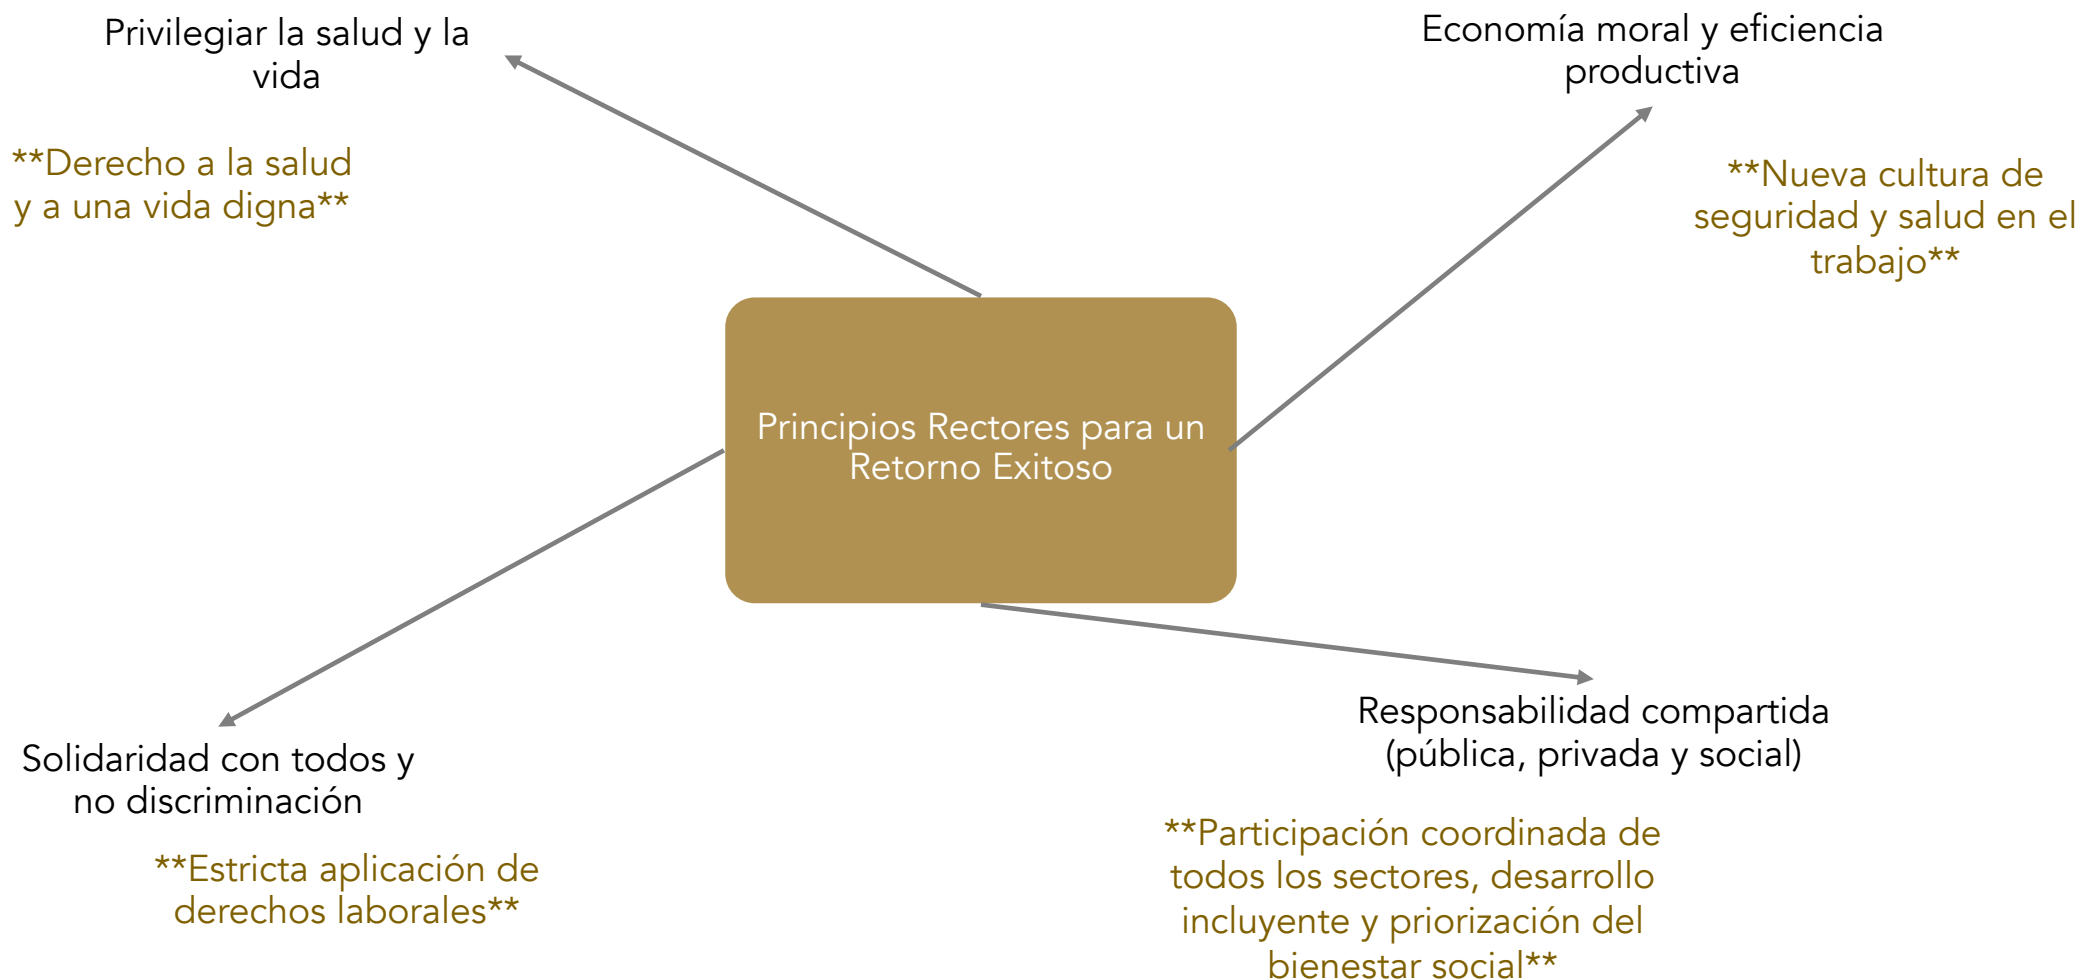 Privilegiar la salud y la
vida
**Derecho a la salud
y a una vida digna**
Economía moral y eficiencia
productiva
**Nueva cultura de
seguridad y salud en el
trabajo**
Principios Rectores para un
Retorno Exitoso
Solidaridad con todos y
no discriminación
**Estricta aplicación de
derechos laborales**
Responsabilidad compartida
(pública, privada y social)
**Participación coordinada de
todos los sectores, desarrollo
incluyente y priorización del
bienestar social**